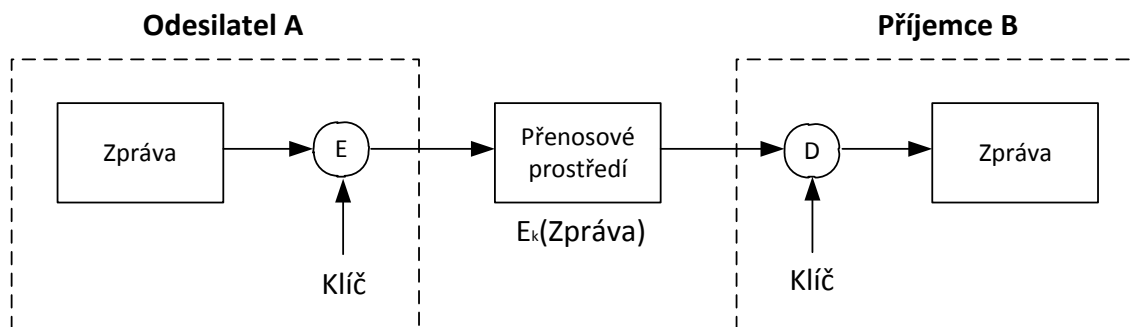 Odesilatel A
Příjemce B
Zpráva
E
Přenosové
prostředí
D
Zpráva
Eₖ(Zpráva)
Klíč
Klíč